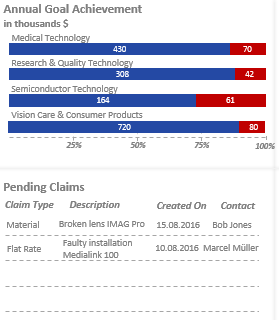 Annual Goal Achievement
in thousands $
Medical Technology
430 70
Research & Quality Technology
308 42
Semiconductor Technology
164 61
Vision Care & Consumer Products
720 80
25% 50% 75% 100%
Pending Claims
Claim Type Description Created On Contact
Material Broken lens IMAG Pro 15.08.2016 Bob Jones
Flat Rate Faulty installation 10.08.2016 Marcel Müller
Medialink 100